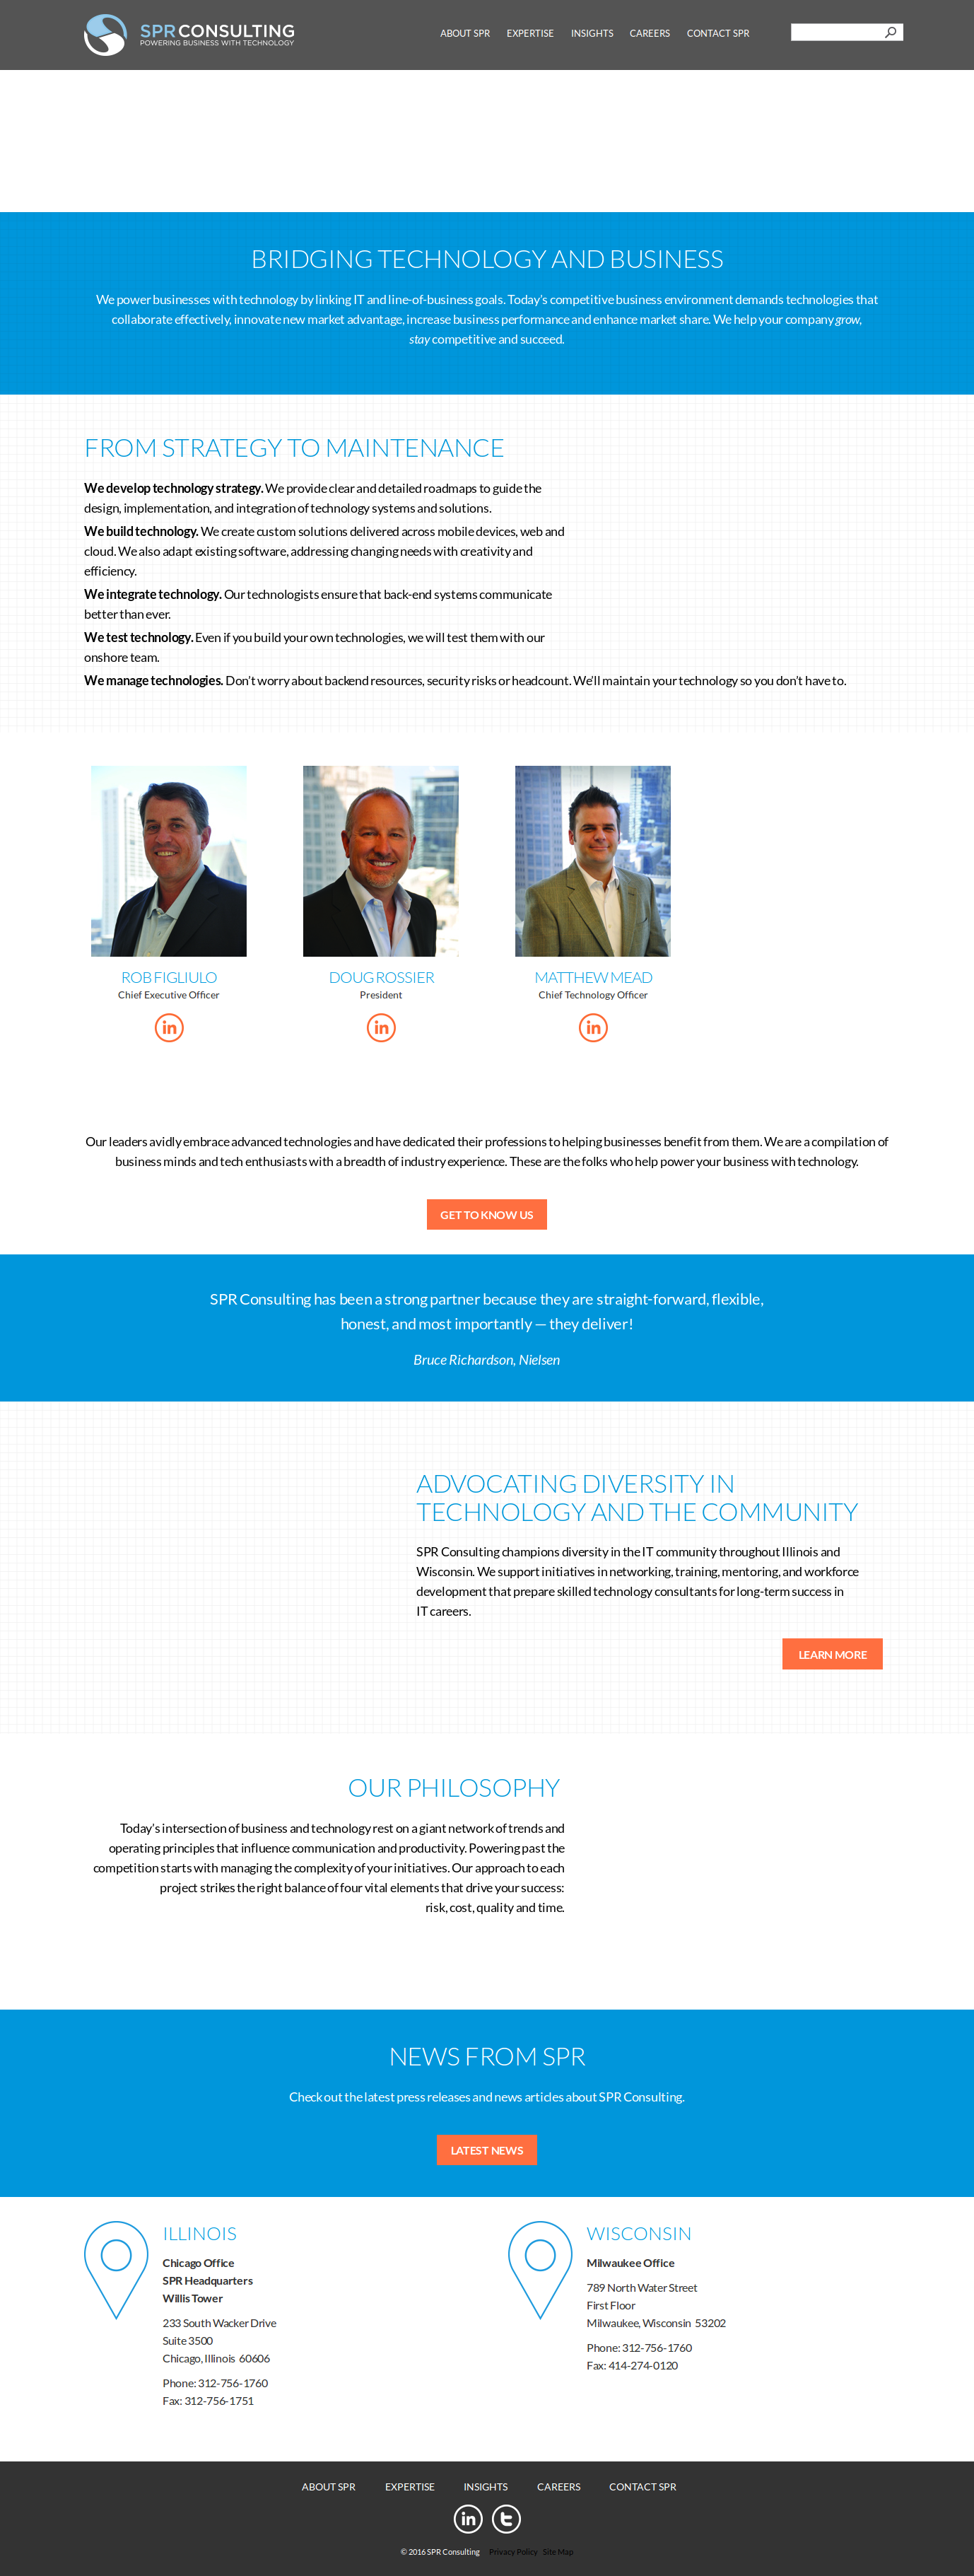 SPR CONSULTING
POWERING BUSINESS WITH TECHNOLOGY
ABOUT SPR EXPERTISE INSIGHTS CAREERS CONTACT SPR
BRIDGING TECHNOLOGY AND BUSINESS
We power businesses with technology by linking IT and line-of-business goals. Today’s competitive business environment demands technologies that
collaborate effectively, innovate new market advantage, increase business performance and enhance market share. We help your company grow,
stay competitive and succeed.
FROM STRATEGY TO MAINTENANCE
We develop technology strategy. We provide clear and detailed roadmaps to guide the
design, implementation, and integration of technology systems and solutions.
We build technology. We create custom solutions delivered across mobile devices, web and
cloud. We also adapt existing software, addressing changing needs with creativity and
efficiency.
We integrate technology. Our technologists ensure that back-end systems communicate
better than ever.
We test technology. Even if you build your own technologies, we will test them with our
onshore team.
We manage technologies. Don’t worry about backend resources, security risks or headcount. We’ll maintain your technology so you don’t have to.
ROB FIGLIULO
Chief Executive Officer
in
DOUG ROSSIER
President
in
MATTHEW MEAD
Chief Technology Officer
in
Our leaders avidly embrace advanced technologies and have dedicated their professions to helping businesses benefit from them. We are a compilation of
business minds and tech enthusiasts with a breadth of industry experience. These are the folks who help power your business with technology.
GET TO KNOW US
SPR Consulting has been a strong partner because they are straight-forward, flexible,
honest, and most importantly — they deliver!
Bruce Richardson, Nielsen
ADVOCATING DIVERSITY IN
TECHNOLOGY AND THE COMMUNITY
SPR Consulting champions diversity in the IT community throughout Illinois and
Wisconsin. We support initiatives in networking, training, mentoring, and workforce
development that prepare skilled technology consultants for long-term success in
IT careers.
LEARN MORE
OUR PHILOSOPHY
Today’s intersection of business and technology rest on a giant network of trends and
operating principles that influence communication and productivity. Powering past the
competition starts with managing the complexity of your initiatives. Our approach to each
project strikes the right balance of four vital elements that drive your success:
risk, cost, quality and time.
NEWS FROM SPR
Check out the latest press releases and news articles about SPR Consulting.
LATEST NEWS
ILLINOIS
Chicago Office
SPR Headquarters
Willis Tower
233 South Wacker Drive
Suite 3500
Chicago, Illinois 60606
Phone: 312-756-1760
Fax: 312-756-1751
WISCONSIN
Milwaukee Office
789 North Water Street
First Floor
Milwaukee, Wisconsin 53202
Phone: 312-756-1760
Fax: 414-274-0120
ABOUT SPR EXPERTISE INSIGHTS CAREERS CONTACT SPR
in t
© 2016 SPR Consulting Privacy Policy Site Map